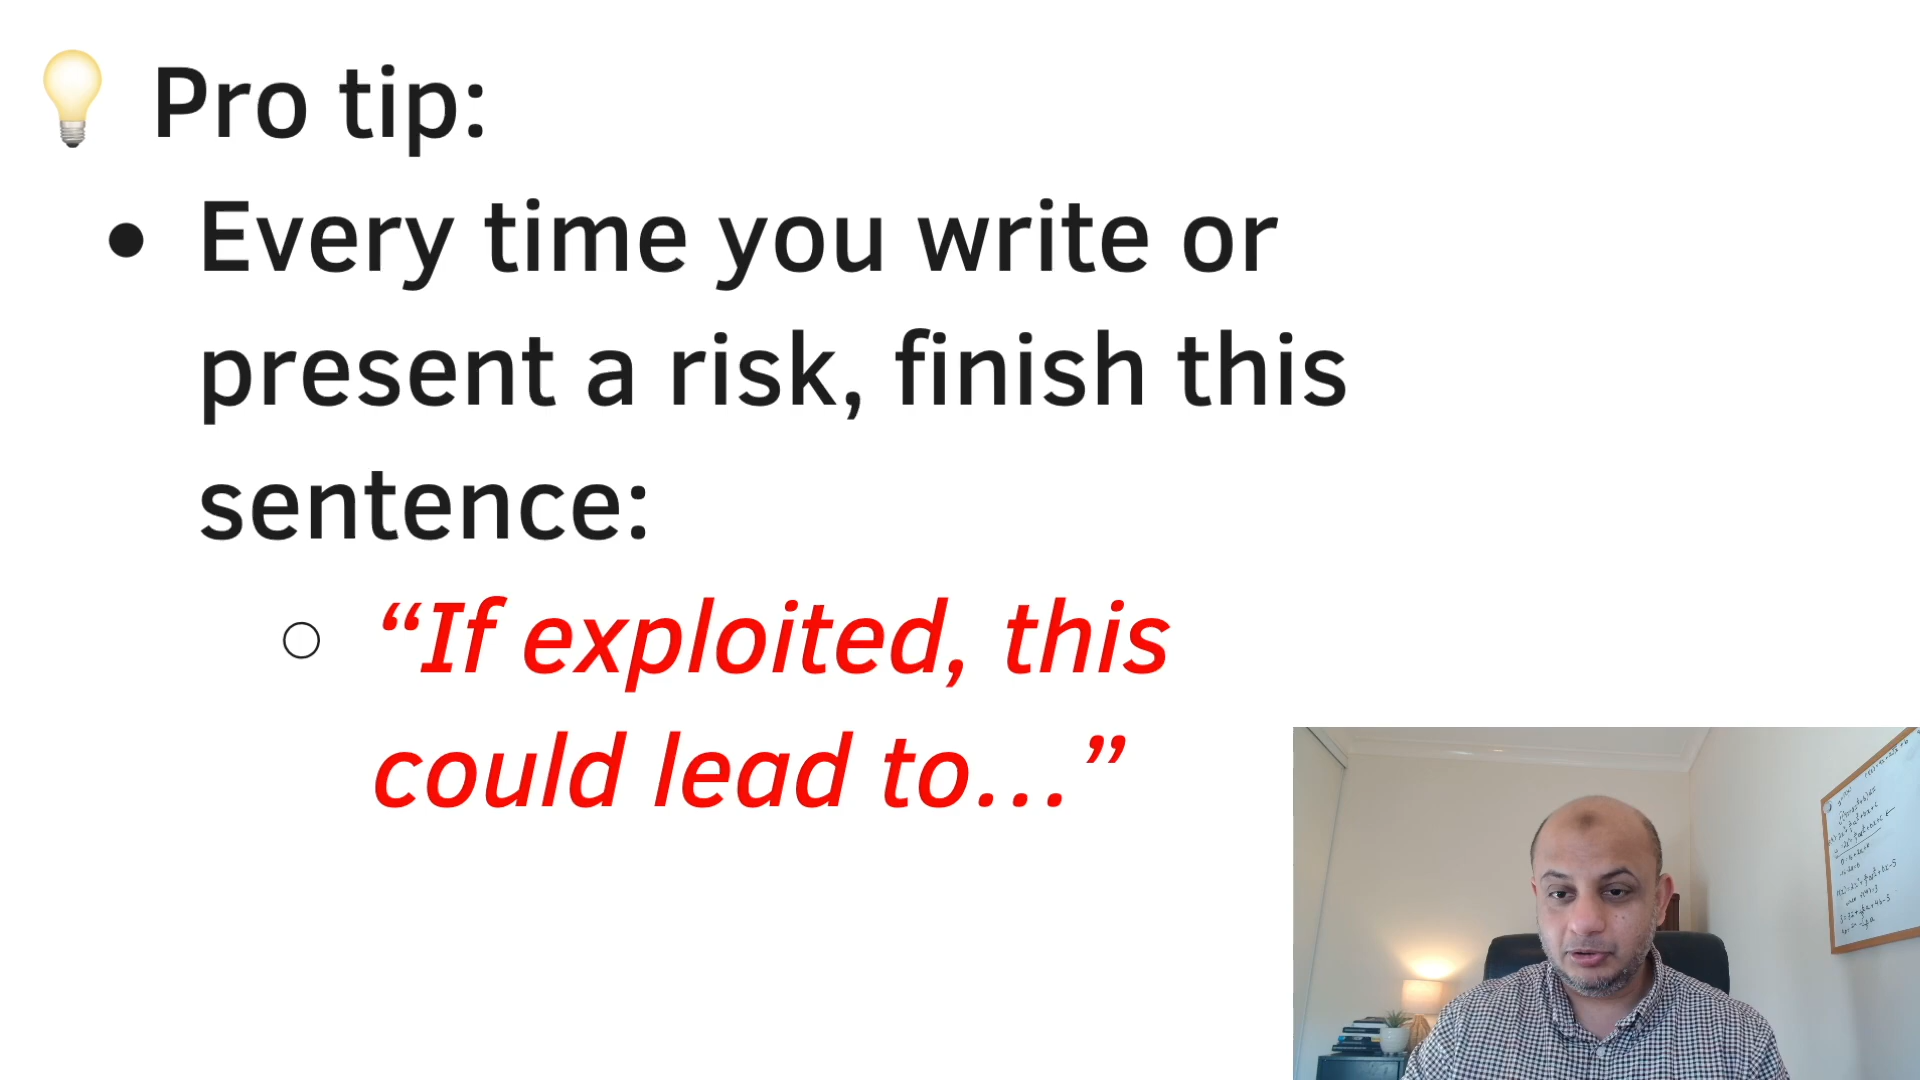 Pro tip:
Every time you write or
present a risk, finish this
sentence:
“If exploited, this
could lead to...”